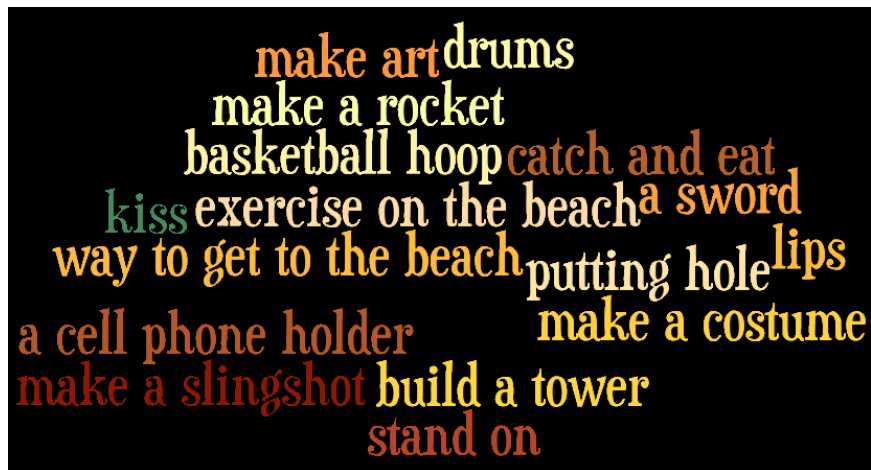 make art drums
make a rocket
basketball hoop catch and eat
kiss exercise on the beach a sword
way to get to the beach putting hole lips
a cell phone holder make a costume
make a slingshot build a tower
stand on